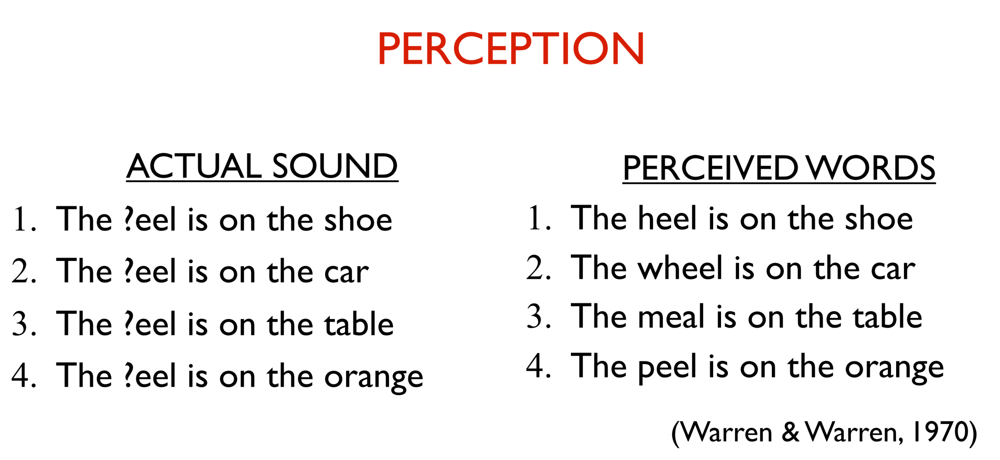 PERCEPTION
ACTUAL SOUND
1. The ?eel is on the shoe
2. The ?eel is on the car
3. The ?eel is on the table
4. The ?eel is on the orange
PERCEIVED WORDS
1. The heel is on the shoe
2. The wheel is on the car
3. The meal is on the table
4. The peel is on the orange
(Warren & Warren, 1970)